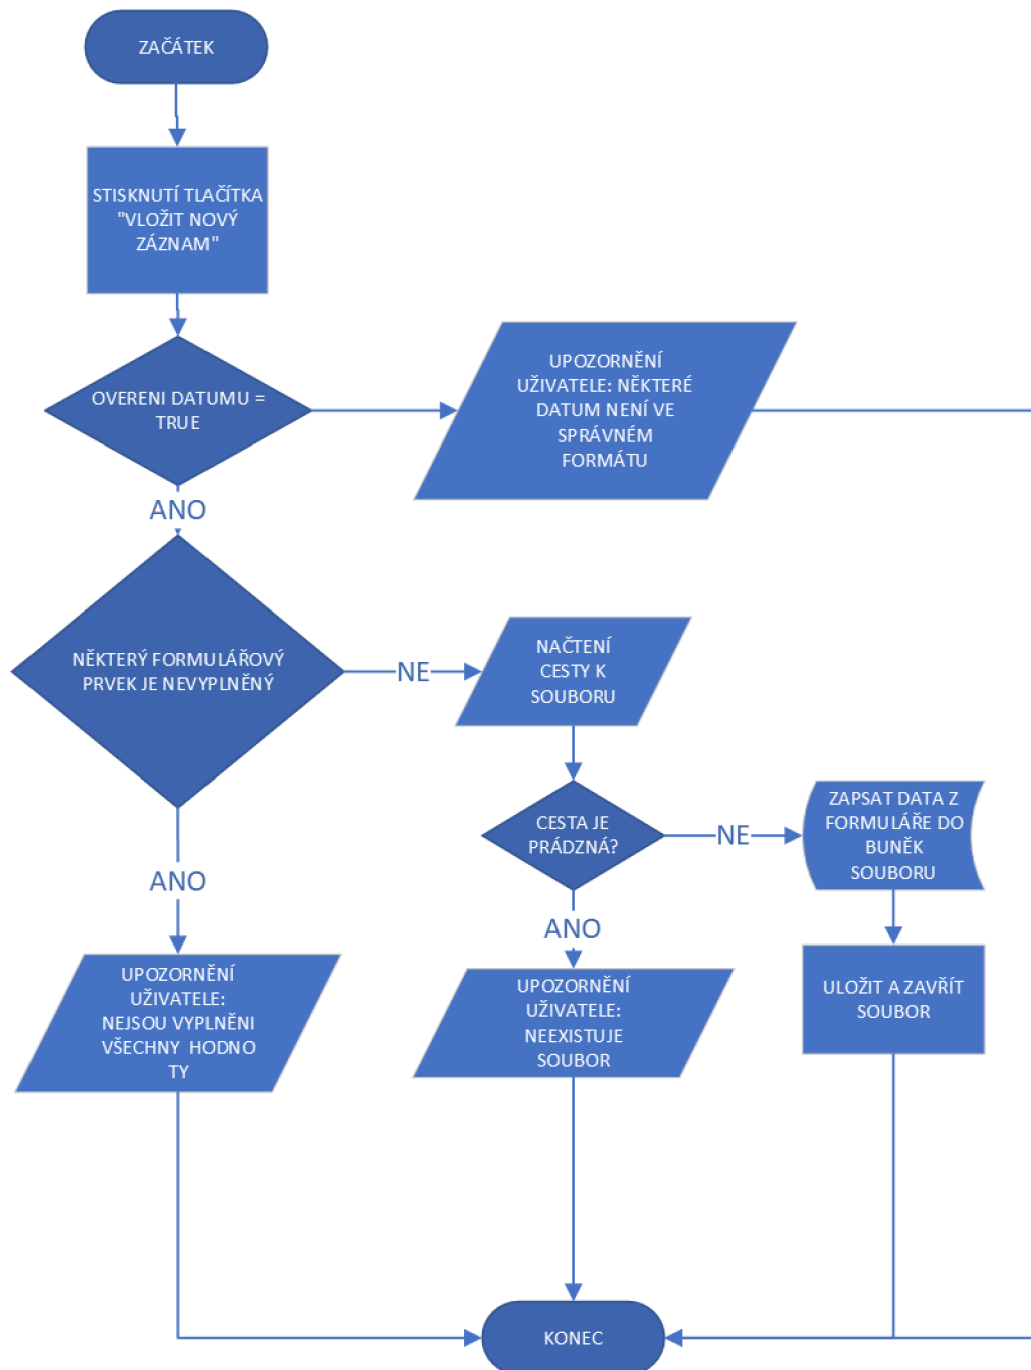 ZAČÁTEK
STISKNUTÍ TLAČÍTKA
"VLOŽIT NOVÝ
ZÁZNAM"
OVERENI DATUMU =
TRUE
UPOZORNĚNÍ
UŽIVATELE: NĚKTERÉ
DATUM NENÍ VE
SPRÁVNÉM
FORMÁTU
ANO
NĚKTERÝ FORMULÁŘOVÝ
PRVEK JE NEVYPLNĚNÝ
NE
NAČTENÍ
CESTY K
SOUBORU
CESTA JE
PRÁDZNÁ?
NE
ZAPSAT DATA Z
FORMULÁŘE DO
BUNĚK
SOUBORU
ANO
ANO
UPOZORNĚNÍ
UŽIVATELE:
NEJSOU VYPLNĚNI
VŠECHNY HODNO
TY
UPOZORNĚNÍ
UŽIVATELE:
NEEXISTUJE
SOUBOR
ULOŽIT A ZAVŘÍT
SOUBOR
KONEC